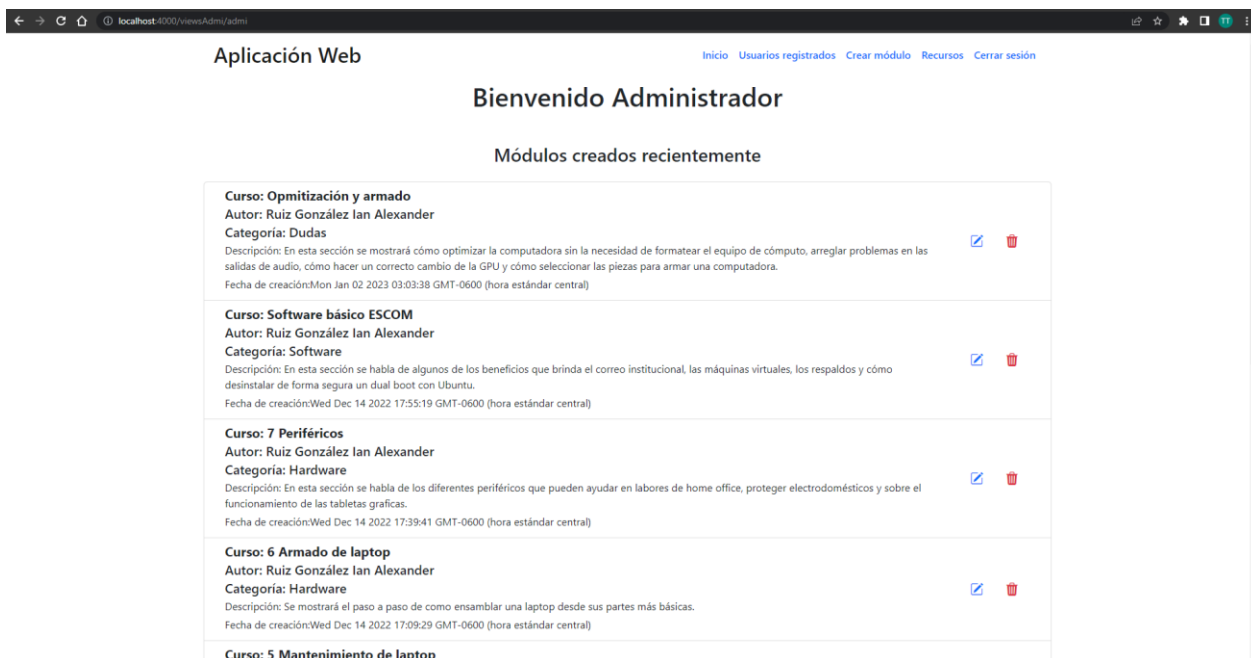 localhost:4000/viewsAdmi/admi
TT
Aplicación Web
Inicio Usuarios registrados Crear módulo Recursos Cerrar sesión
Bienvenido Administrador
Módulos creados recientemente
Curso: Opmitización y armado
Autor: Ruiz González Ian Alexander
Categoría: Dudas
Descripción: En esta sección se mostrará cómo optimizar la computadora sin la necesidad de formatear el equipo de cómputo, arreglar problemas en las
salidas de audio, cómo hacer un correcto cambio de la GPU y cómo seleccionar las piezas para armar una computadora.
Fecha de creación:Mon Jan 02 2023 03:03:38 GMT-0600 (hora estándar central)
Curso: Software básico ESCOM
Autor: Ruiz González Ian Alexander
Categoría: Software
Descripción: En esta sección se habla de algunos de los beneficios que brinda el correo institucional, las máquinas virtuales, los respaldos y cómo
desinstalar de forma segura un dual boot con Ubuntu.
Fecha de creación:Wed Dec 14 2022 17:55:19 GMT-0600 (hora estándar central)
Curso: 7 Periféricos
Autor: Ruiz González Ian Alexander
Categoría: Hardware
Descripción: En esta sección se habla de los diferentes periféricos que pueden ayudar en labores de home office, proteger electrodomésticos y sobre el
funcionamiento de las tabletas graficas.
Fecha de creación:Wed Dec 14 2022 17:39:41 GMT-0600 (hora estándar central)
Curso: 6 Armado de laptop
Autor: Ruiz González Ian Alexander
Categoría: Hardware
Descripción: Se mostrará el paso a paso de como ensamblar una laptop desde sus partes más básicas.
Fecha de creación:Wed Dec 14 2022 17:09:29 GMT-0600 (hora estándar central)
Curso: 5 Mantenimiento de laptop